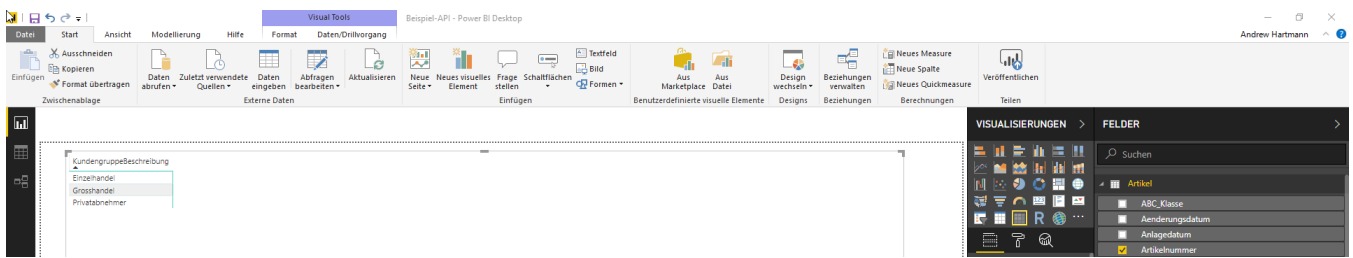 Visual Tools
Beispiel-API - Power BI Desktop
Datei Start Ansicht Modellierung Hilfe Format Daten/Drillvorgang
Andrew Hartmann
Einfügen
Ausschneiden
Kopieren
Format übertragen
Zwischenablage
Daten abrufen
Zuletzt verwendete Quellen
Daten eingeben
Abfragen bearbeiten
Aktualisieren
Externe Daten
Neue Seite
Neues visuelles Element
Frage stellen
Schaltflächen
Textfeld
Bild
Formen
Einfügen
Aus Marketplace
Aus Datei
Benutzerdefinierte visuelle Elemente
Design wechseln
Designs
Beziehungen verwalten
Beziehungen
Neues Measure
Neue Spalte
Neues Quickmeasure
Berechnungen
Veröffentlichen
Teilen
KundengruppeBeschreibung
Einzelhandel
Grosshandel
Privatabnehmer
VISUALISIERUNGEN
R
FELDER
Suchen
Artikel
ABC_Klasse
Aenderungsdatum
Anlagedatum
Artikelnummer